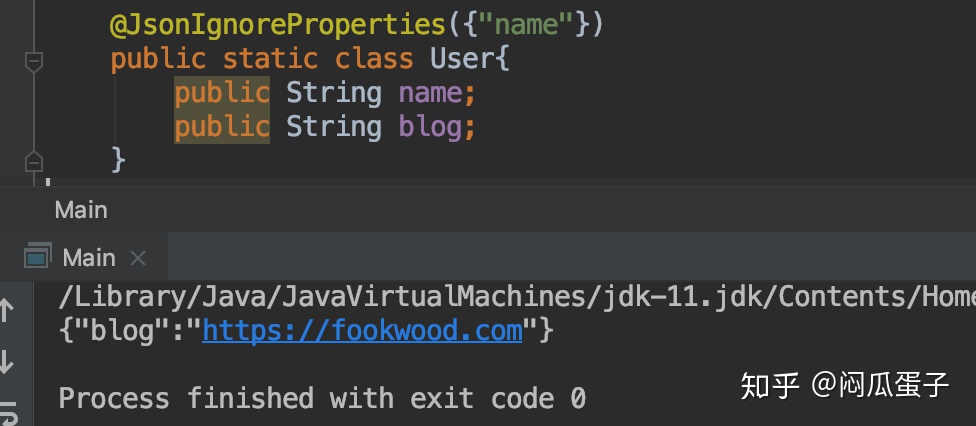 @JsonIgnoreProperties({"name"})
public static class User{
public String name;
public String blog;
}
Main
Main
/Library/Java/JavaVirtualMachines/jdk-11.jdk/Contents/Home
{"blog":"https://fookwood.com"}
Process finished with exit code 0
知乎 @闷瓜蛋子